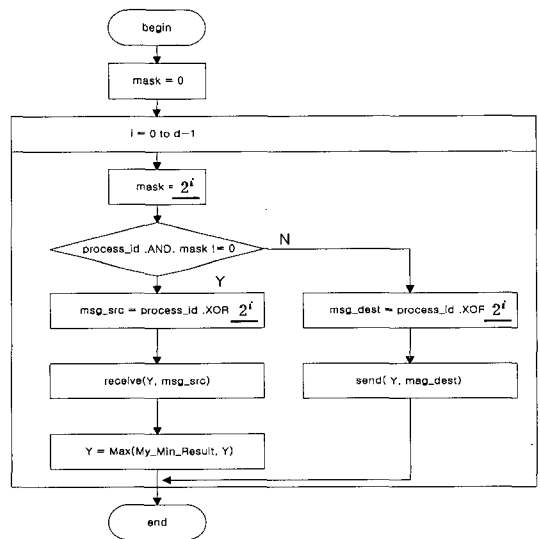 begin
mask = 0
i = 0 to d-1
mask = 2^i
process_id .AND. mask != 0
N
Y
msg_src = process_id .XOR 2^i
msg_dest = process_id .XOR 2^i
receive(Y, msg_src)
send( Y, mag_dest)
Y = Max(My_Min_Result, Y)
end